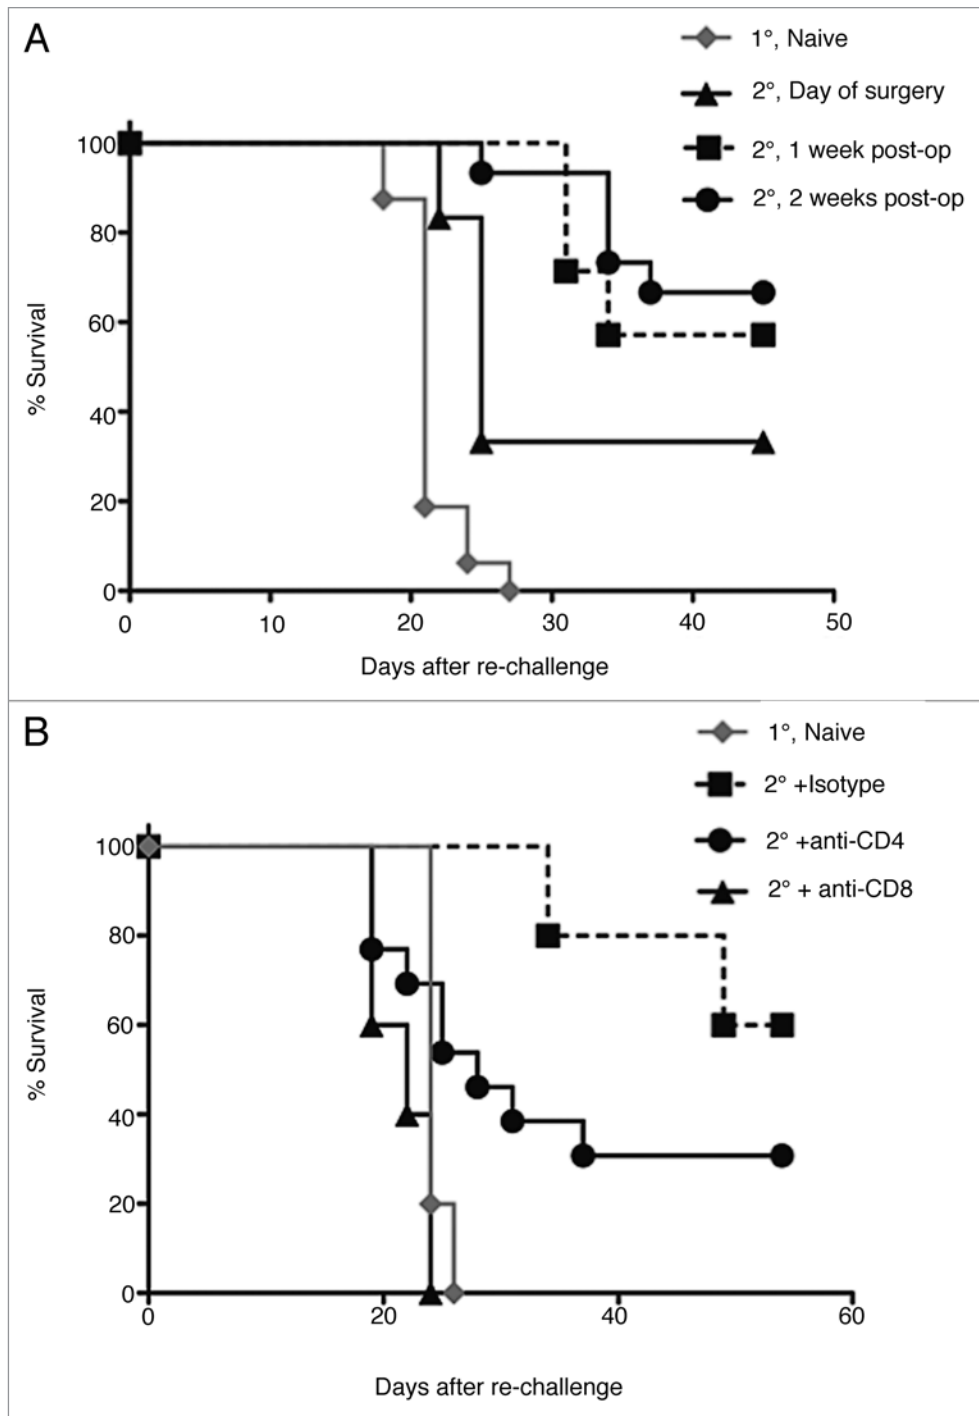 A
1°, Naive
2°, Day of surgery
2°, 1 week post-op
2°, 2 weeks post-op
100
80
60
40
20
0
% Survival
0 10 20 30 40 50
Days after re-challenge
B
1°, Naive
2° +Isotype
2° +anti-CD4
2° + anti-CD8
100
80
60
40
20
0
% Survival
0 20 40 60
Days after re-challenge